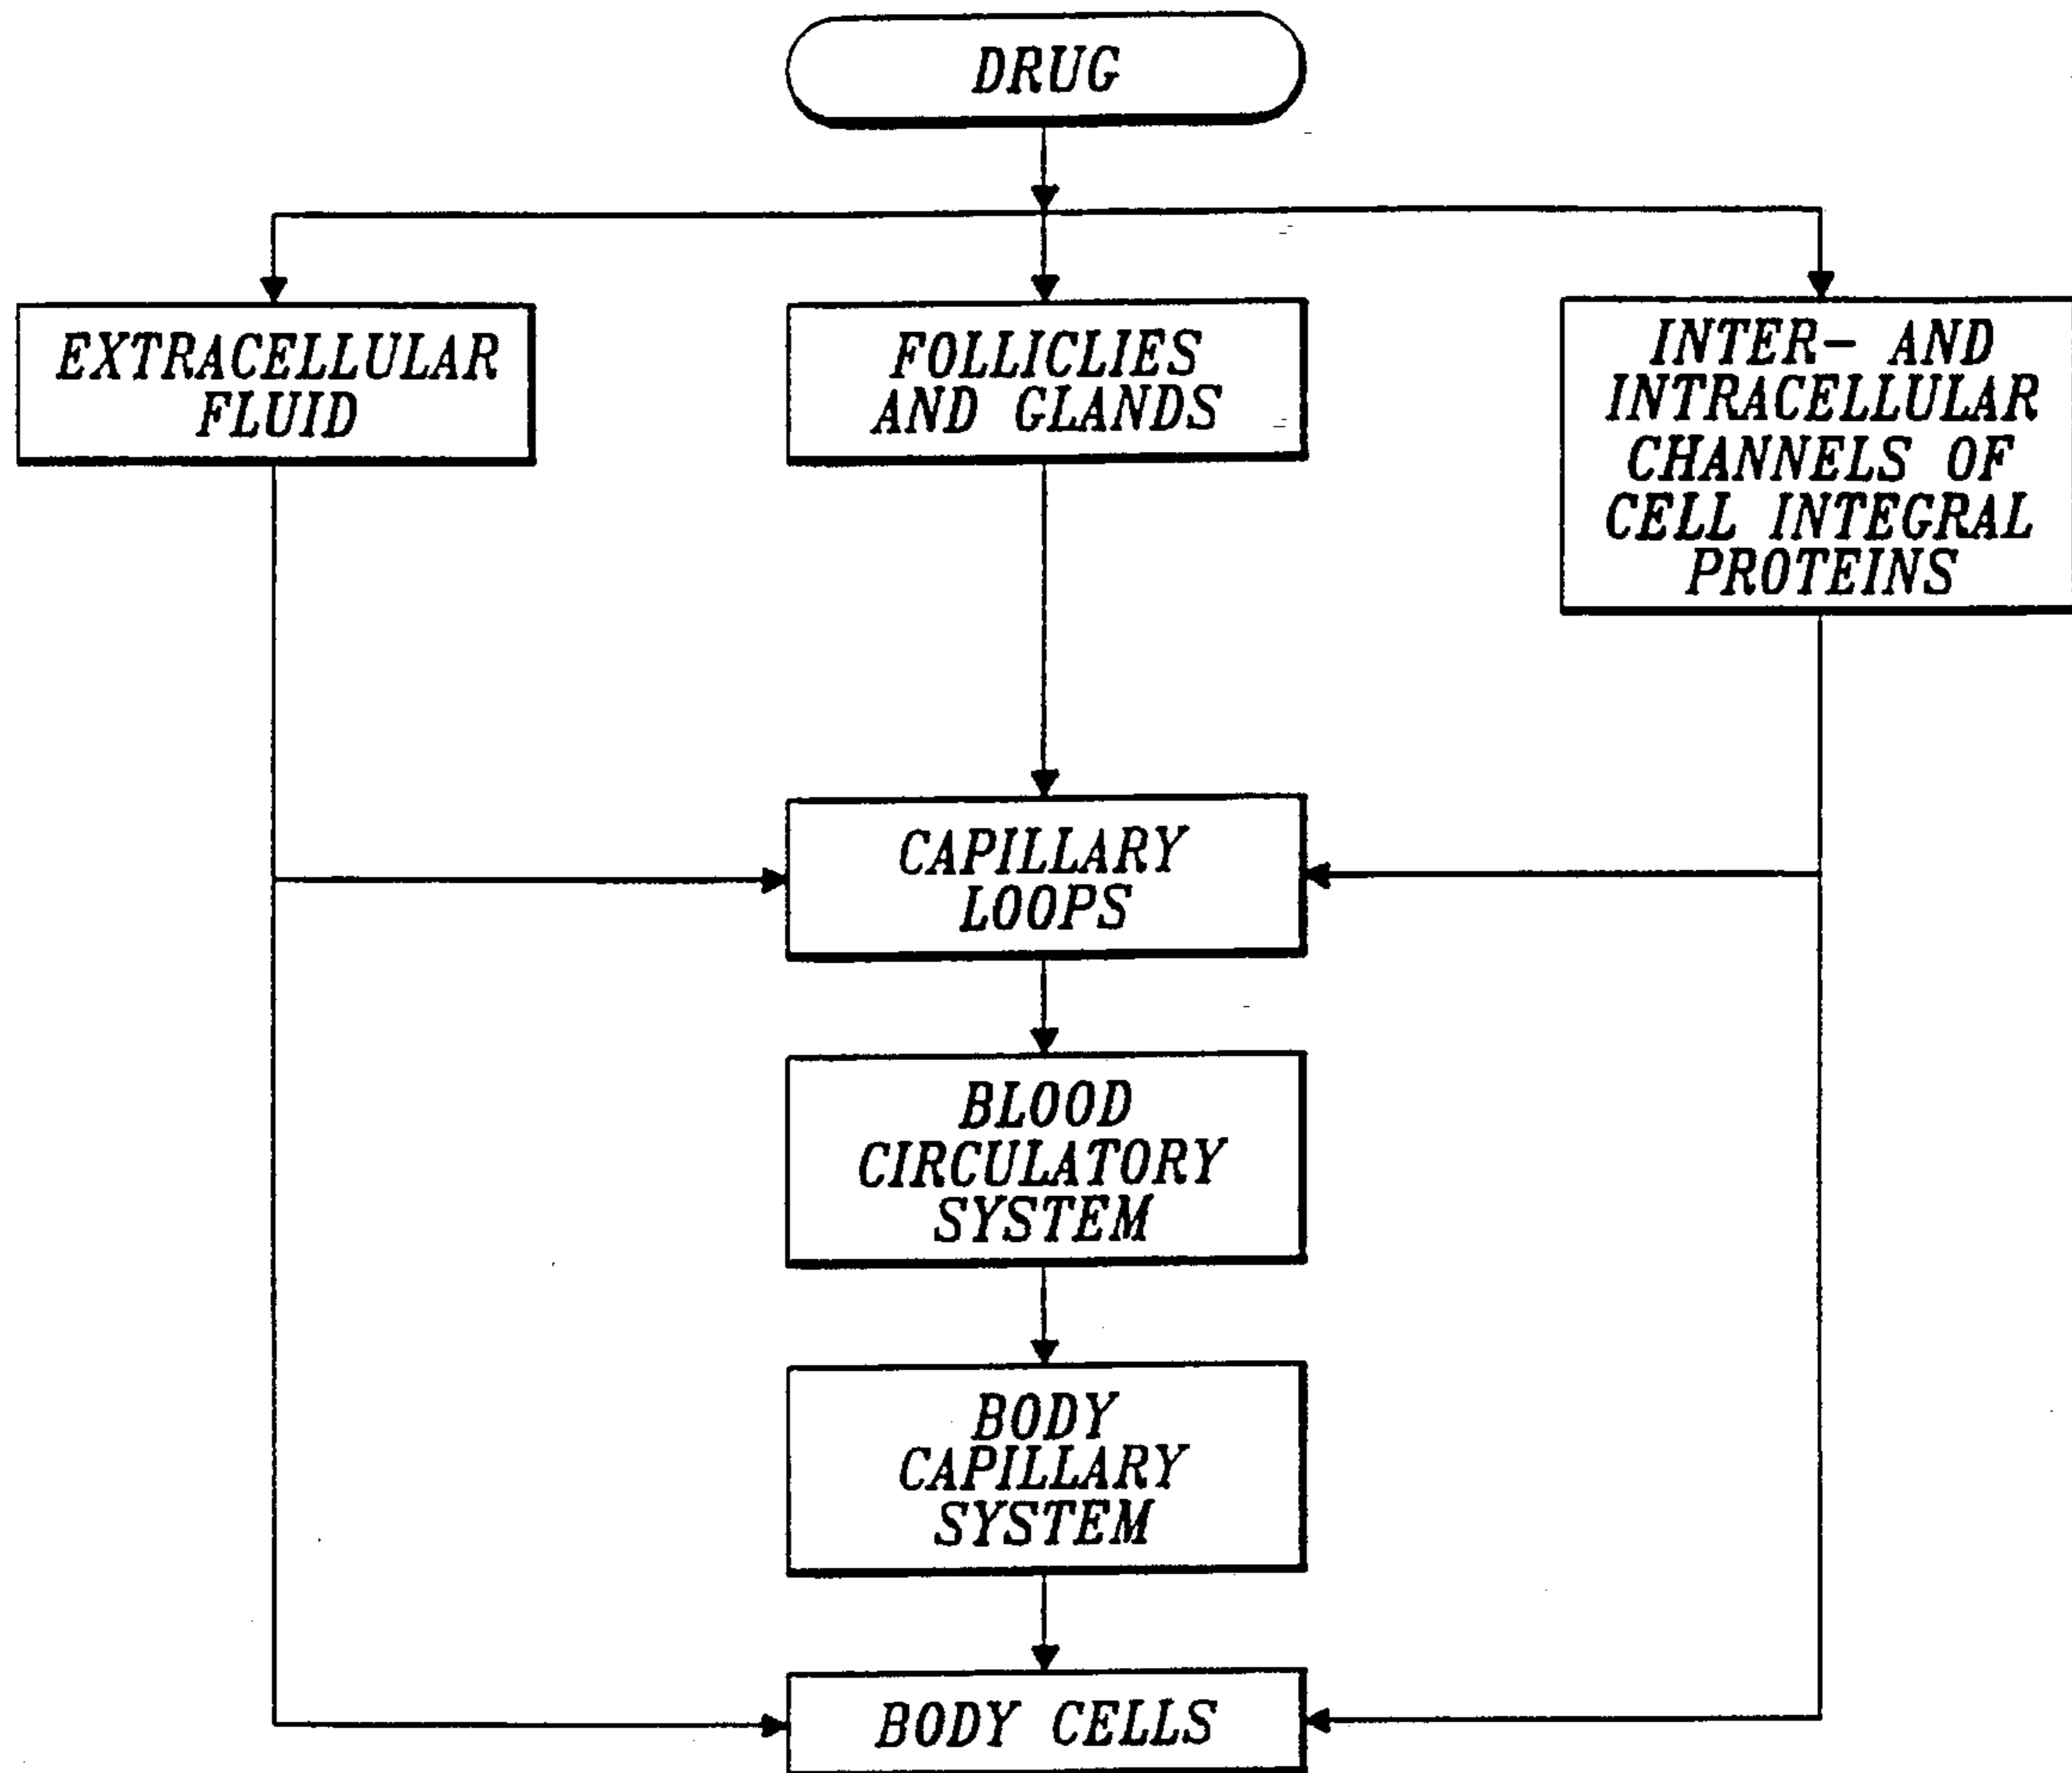 DRUG
EXTRACELLULAR
FLUID
FOLLICLIES
AND GLANDS
INTER- AND
INTRACELLULAR
CHANNELS OF
CELL INTEGRAL
PROTEINS
CAPILLARY
LOOPS
BLOOD
CIRCULATORY
SYSTEM
BODY
CAPILLARY
SYSTEM
BODY CELLS